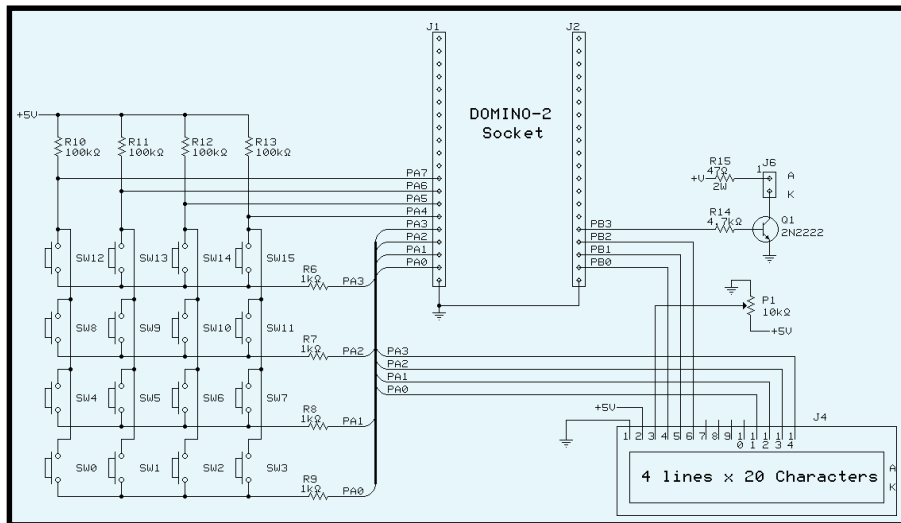 J1 J2
DOMINO-2
Socket
+5V
R10
100kΩ
R11
100kΩ
R12
100kΩ
R13
100kΩ
PA7
PA6
PA5
PA4
PA3
PA2
PA1
PA0
PB3
PB2
PB1
PB0
R15
47Ω
2W
+V
J6
1
A
K
R14
4.7kΩ
Q1
2N2222
P1
10kΩ
+5V
SW12 SW13 SW14 SW15
R6
1kΩ
PA3
SW8 SW9 SW10 SW11
R7
1kΩ
PA2
SW4 SW5 SW6 SW7
R8
1kΩ
PA1
SW0 SW1 SW2 SW3
R9
1kΩ
PA0
PA3
PA2
PA1
PA0
+5V
J4
1 2 3 4 5 6 7 8 9 10 11 12 13 14
4 lines x 20 Characters
A
K